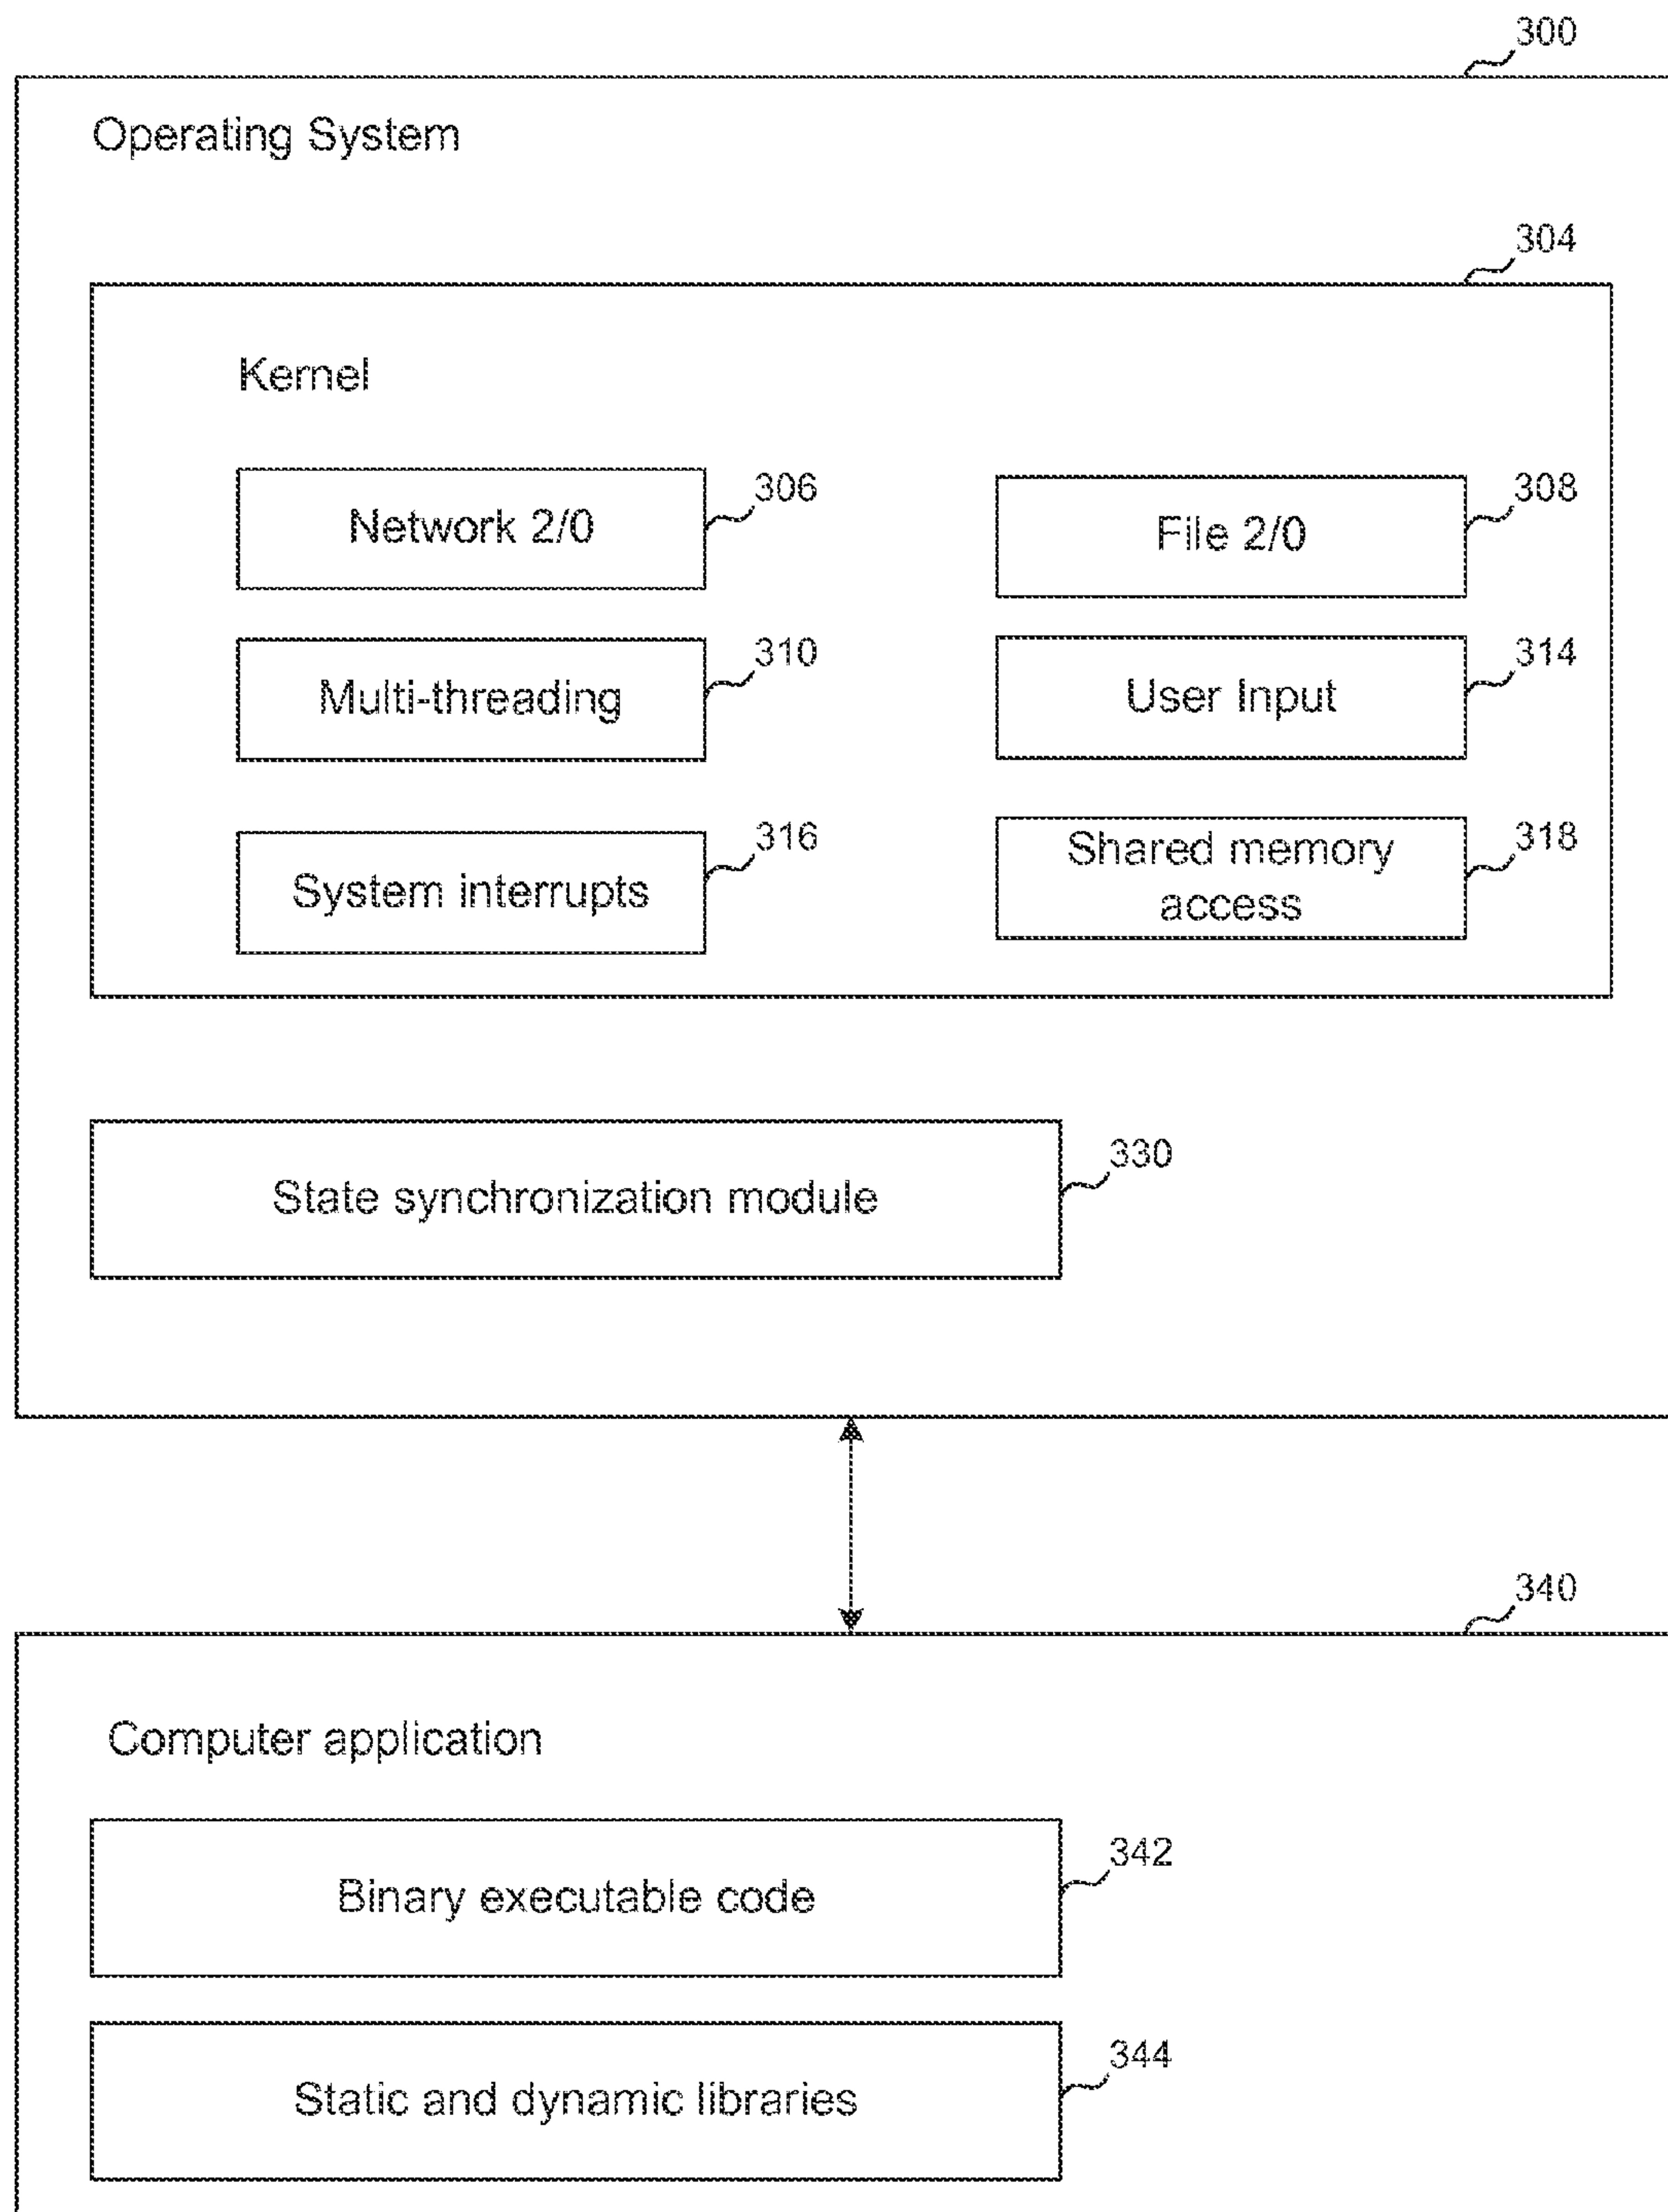 300
Operating System
304
Kernel
Network 2/0
306
File 2/0
308
Multi-threading
310
User Input
314
System interrupts
316
Shared memory
access
318
State synchronization module
330
340
Computer application
Binary executable code
342
Static and dynamic libraries
344